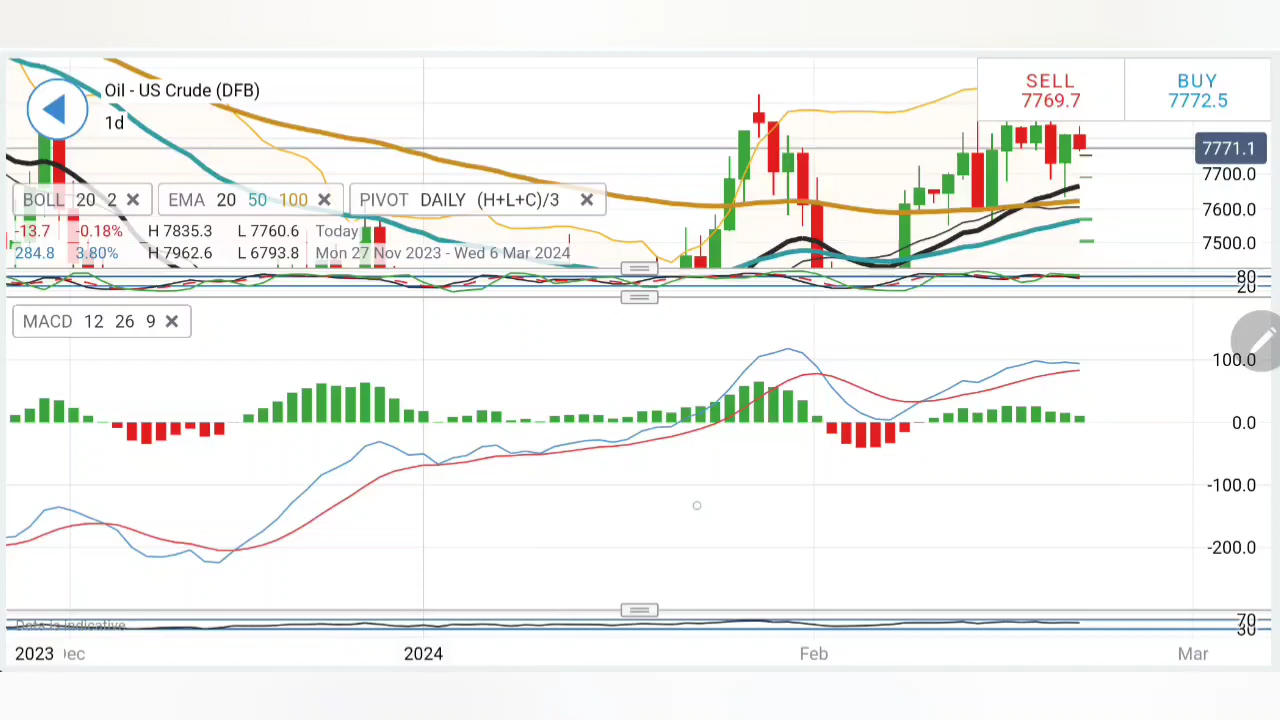 Oil - US Crude (DFB)
1d
SELL
7769.7
BUY
7772.5
7771.1
7700.0
7600.0
7500.0
BOLL 20 2
EMA 20 50 100
PIVOT DAILY (H+L+C)/3
-13.7 -0.18% H 7835.3 L 7760.6 Today
284.8 3.80% H 7962.6 L 6793.8 Mon 27 Nov 2023 - Wed 6 Mar 2024
80
20
MACD 12 26 9
100.0
0.0
-100.0
-200.0
Data is indicative
70
30
2023 Dec 2024 Feb Mar